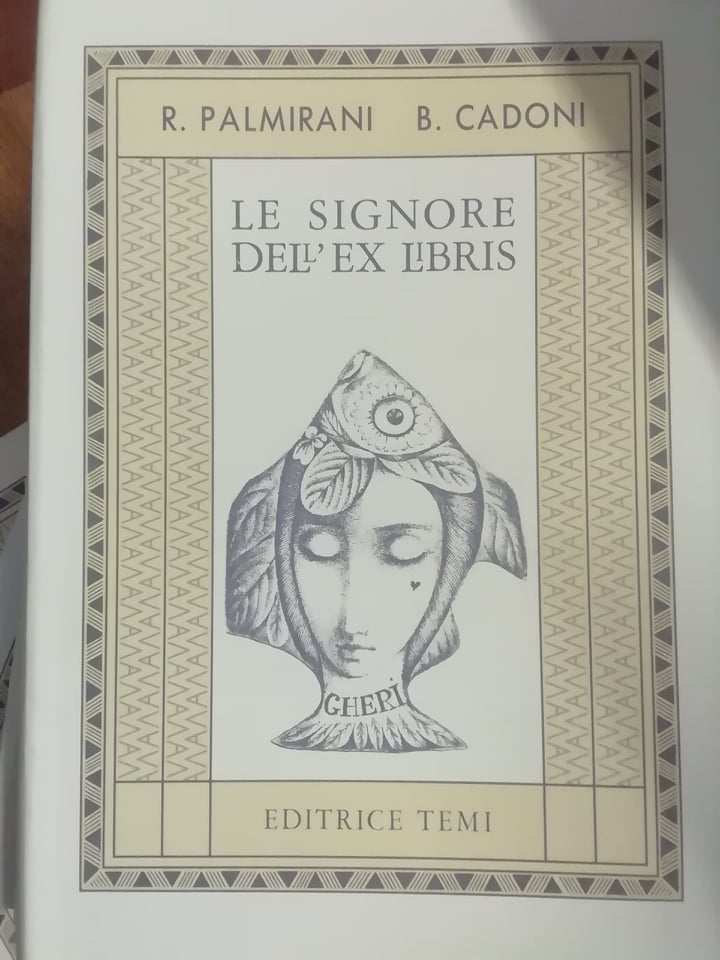 R. PALMIRANI B. CADONI
LE SIGNORE
DELL' EX LIBRIS
GHERI
EDITRICE TEMI